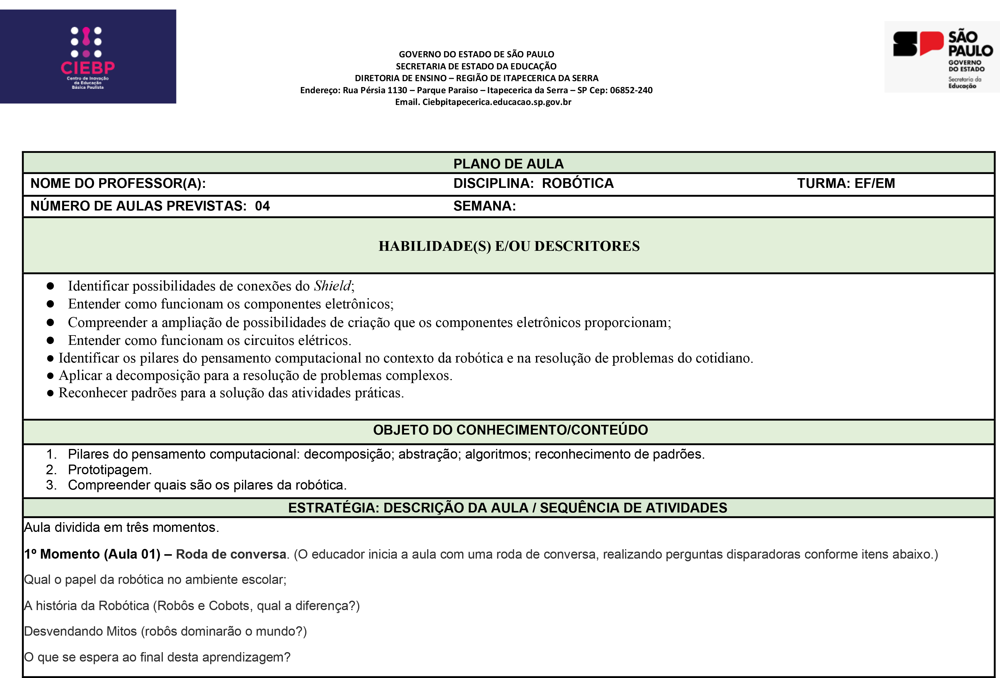 CIEBP
Centro de Inovação
da Educação
Básica Paulista
GOVERNO DO ESTADO DE SÃO PAULO
SECRETARIA DE ESTADO DA EDUCAÇÃO
DIRETORIA DE ENSINO – REGIÃO DE ITAPECERICA DA SERRA
Endereço: Rua Pérsia 1130 – Parque Paraiso – Itapecerica da Serra – SP Cep: 06852-240
Email. Ciebpitapecerica.educacao.sp.gov.br
SP
SÃO
PAULO
GOVERNO
DO ESTADO
Secretaria da
Educação
PLANO DE AULA
NOME DO PROFESSOR(A): DISCIPLINA: ROBÓTICA TURMA: EF/EM
NÚMERO DE AULAS PREVISTAS: 04 SEMANA:
HABILIDADE(S) E/OU DESCRITORES
● Identificar possibilidades de conexões do Shield;
● Entender como funcionam os componentes eletrônicos;
● Compreender a ampliação de possibilidades de criação que os componentes eletrônicos proporcionam;
● Entender como funcionam os circuitos elétricos.
● Identificar os pilares do pensamento computacional no contexto da robótica e na resolução de problemas do cotidiano.
● Aplicar a decomposição para a resolução de problemas complexos.
● Reconhecer padrões para a solução das atividades práticas.
OBJETO DO CONHECIMENTO/CONTEÚDO
1. Pilares do pensamento computacional: decomposição; abstração; algoritmos; reconhecimento de padrões.
2. Prototipagem.
3. Compreender quais são os pilares da robótica.
ESTRATÉGIA: DESCRIÇÃO DA AULA / SEQUÊNCIA DE ATIVIDADES
Aula dividida em três momentos.
1º Momento (Aula 01) – Roda de conversa. (O educador inicia a aula com uma roda de conversa, realizando perguntas disparadoras conforme itens abaixo.)
Qual o papel da robótica no ambiente escolar;
A história da Robótica (Robôs e Cobots, qual a diferença?)
Desvendando Mitos (robôs dominarão o mundo?)
O que se espera ao final desta aprendizagem?